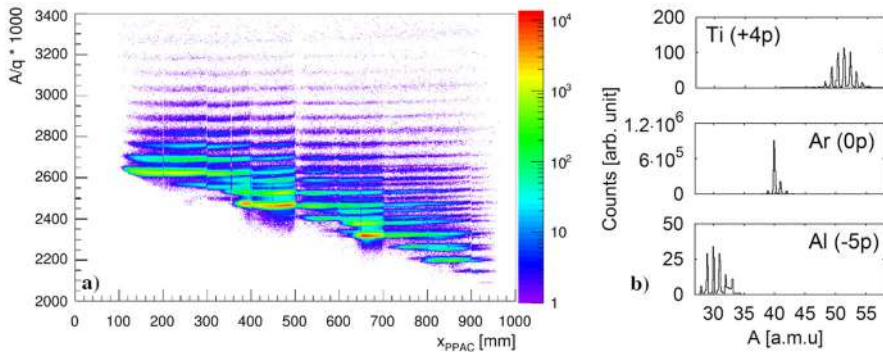 A/q * 1000
3400
3200
3000
2800
2600
2400
2200
2000
a)
0 100 200 300 400 500 600 700 800 900 1000
x_PPAC [mm]
10^4
10^3
10^2
10
1
Counts [arb. unit]
200
100
0
Ti (+4p)
1.2·10^6
6·10^5
0
Ar (0p)
50
25
0
Al (-5p)
30 35 40 45 50 55
b)
A [a.m.u]